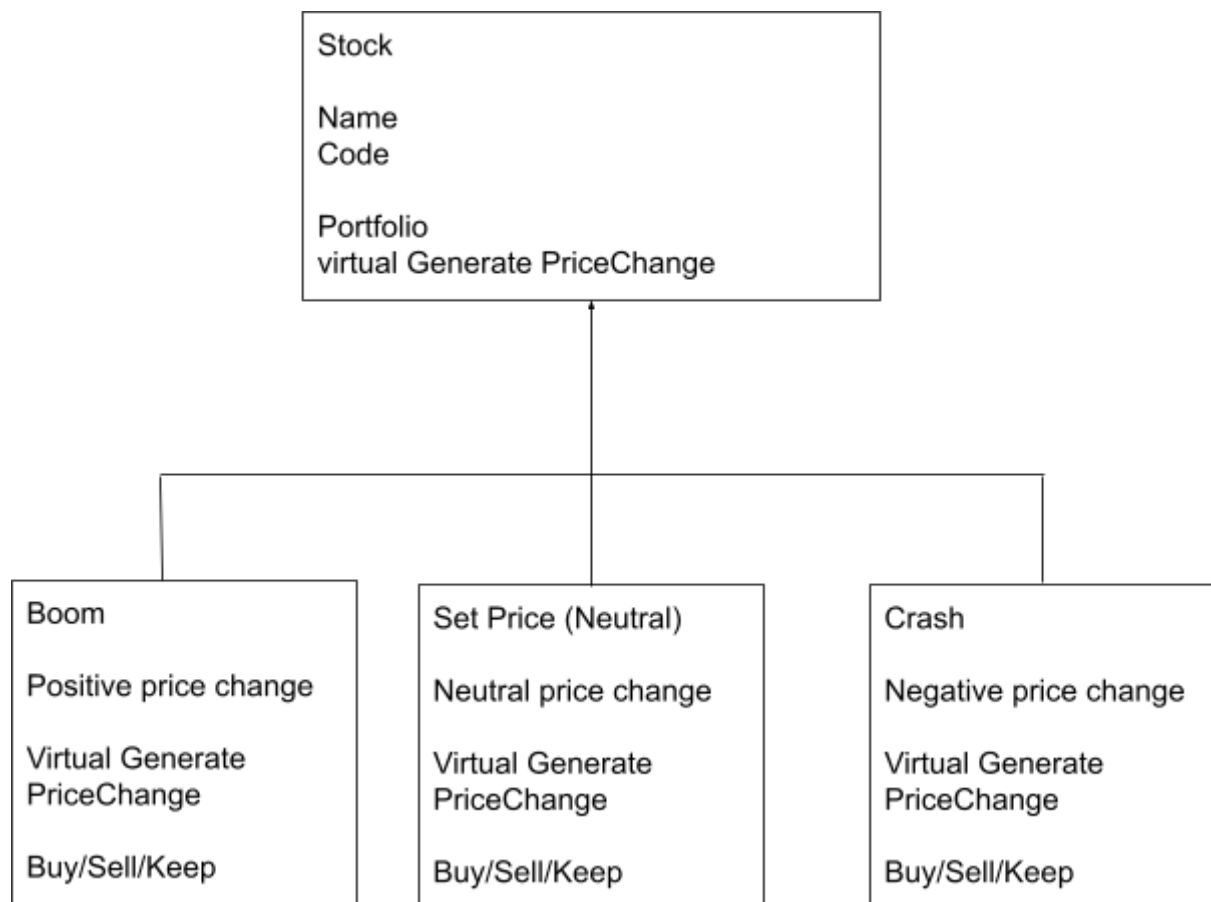 Stock
Name
Code
Portfolio
virtual Generate PriceChange
Boom
Positive price change
Virtual Generate
PriceChange
Buy/Sell/Keep
Set Price (Neutral)
Neutral price change
Virtual Generate
PriceChange
Buy/Sell/Keep
Crash
Negative price change
Virtual Generate
PriceChange
Buy/Sell/Keep